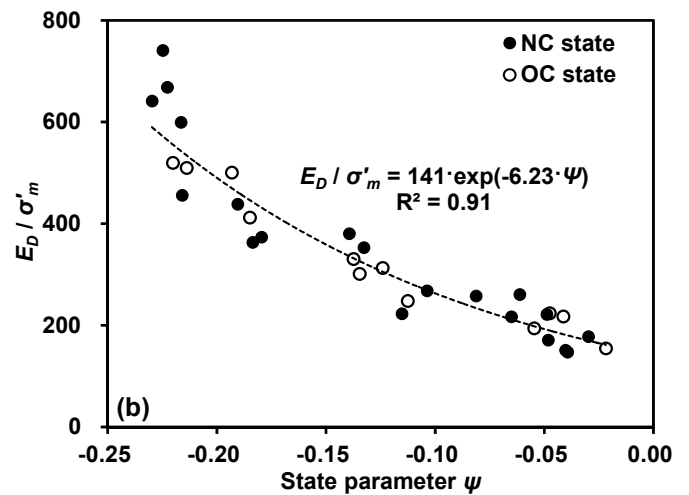 800
600
400
200
0
E_D / σ'_m
NC state
OC state
E_D / σ'_m = 141·exp(-6.23·Ψ)
R² = 0.91
(b)
-0.25 -0.20 -0.15 -0.10 -0.05 0.00
State parameter ψ